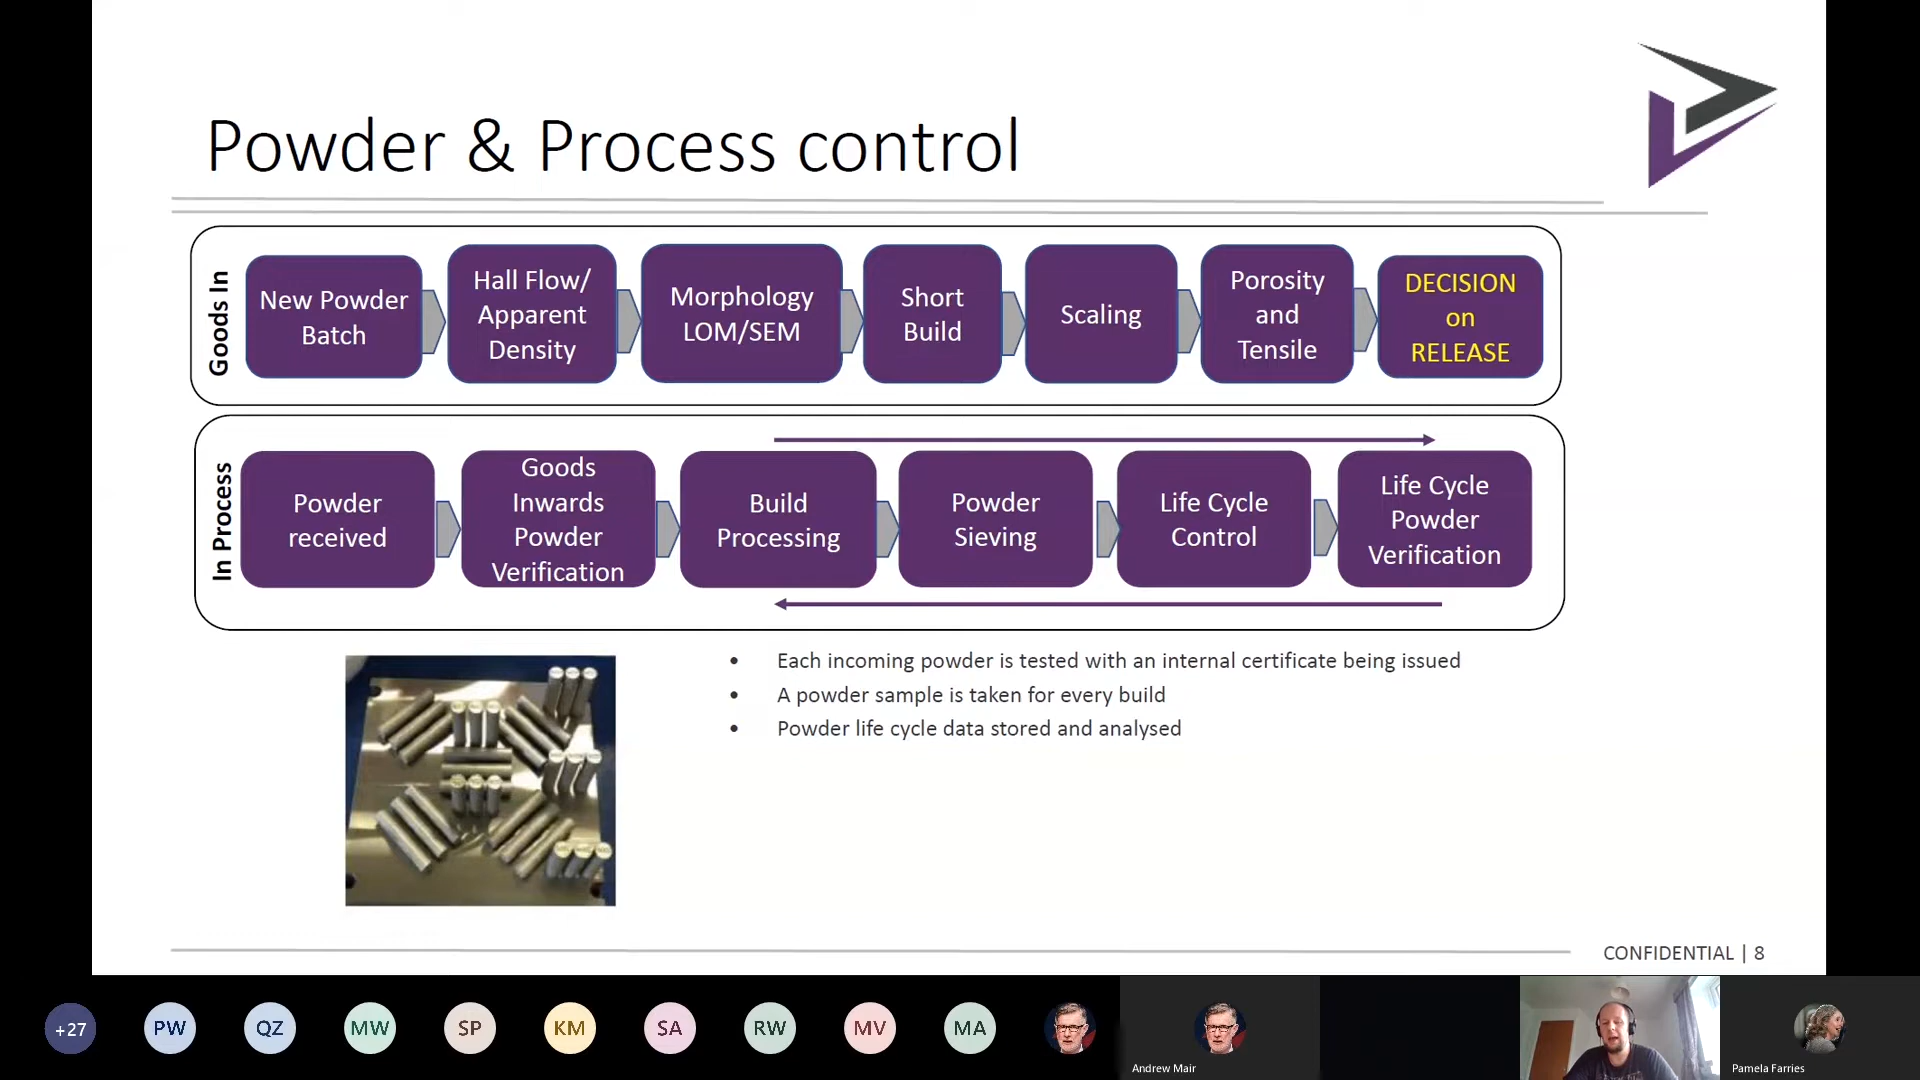 Powder & Process control
Goods In
New Powder
Batch
Hall Flow/
Apparent
Density
Morphology
LOM/SEM
Short
Build
Scaling
Porosity
and
Tensile
DECISION
on
RELEASE
In Process
Powder
received
Goods
Inwards
Powder
Verification
Build
Processing
Powder
Sieving
Life Cycle
Control
Life Cycle
Powder
Verification
• Each incoming powder is tested with an internal certificate being issued
• A powder sample is taken for every build
• Powder life cycle data stored and analysed
CONFIDENTIAL | 8
+27
PW
QZ
MW
SP
KM
SA
RW
MV
MA
Andrew Mair
Pamela Farries